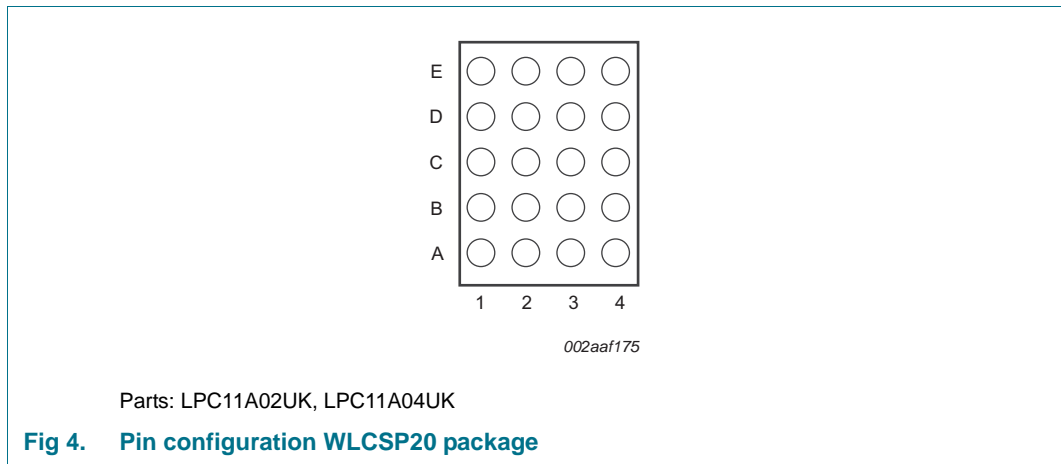 E
D
C
B
A
1 2 3 4
002aaf175
Parts: LPC11A02UK, LPC11A04UK
Fig 4. Pin configuration WLCSP20 package